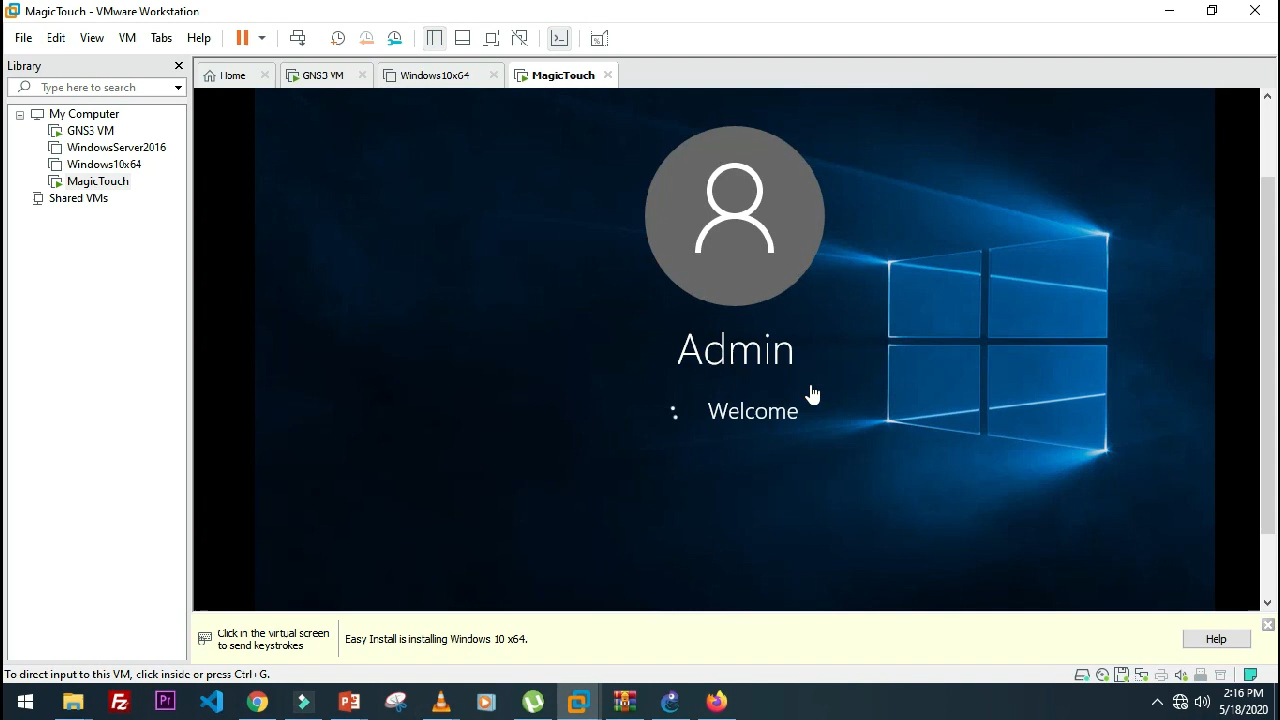 MagicTouch - VMware Workstation
File Edit View VM Tabs Help
Library
Type here to search
My Computer
GNS3 VM
WindowsServer2016
Windows10x64
MagicTouch
Shared VMs
Home GNS3 VM Windows10x64 MagicTouch
Admin
Welcome
Click in the virtual screen
to send keystrokes
Easy Install is installing Windows 10 x64.
Help
To direct input to this VM, click inside or press Ctrl+G.
Fz Pr P
2:16 PM
5/18/2020